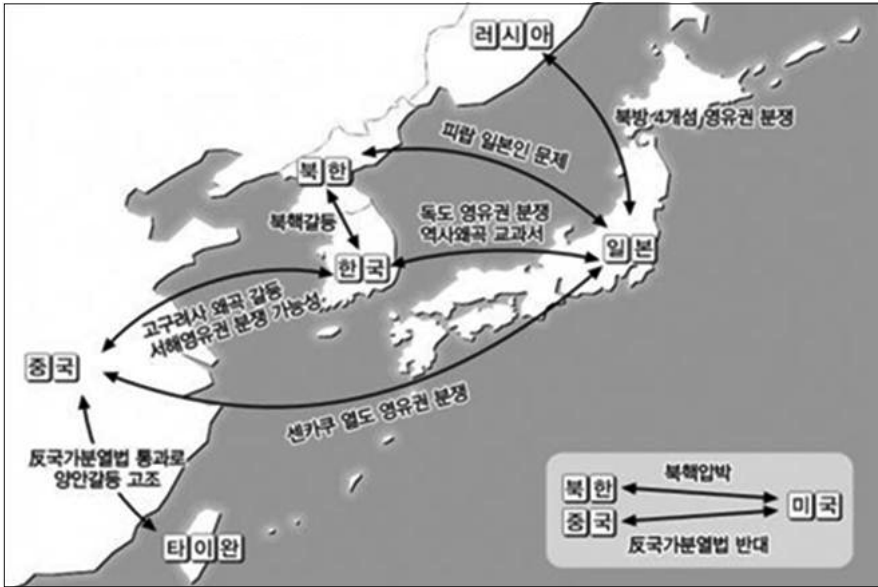 러시아
북방 4개섬 영유권 분쟁
피랍 일본인 문제
북한
북핵갈등
독도 영유권 분쟁
역사왜곡 교과서
일본
한국
고구려사 왜곡 갈등
서해영유권 분쟁 가능성
중국
센카쿠 열도 영유권 분쟁
反국가분열법 통과로
양안갈등 고조
타이완
북핵압박
북한
중국
미국
反국가분열법 반대